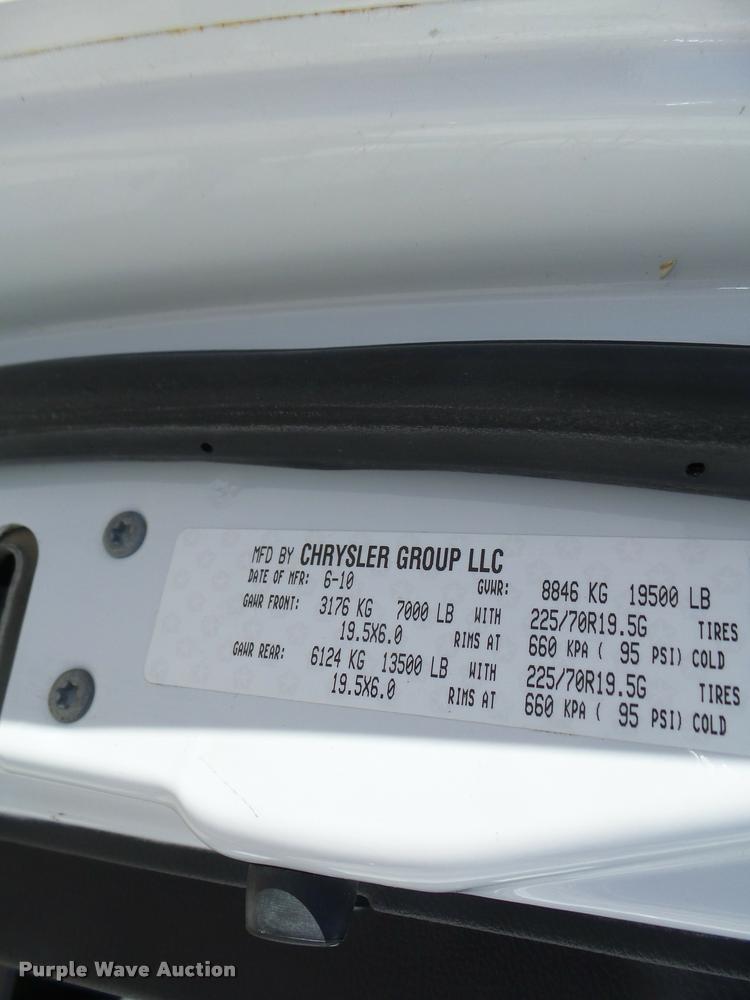 MFD BY CHRYSLER GROUP LLC
DATE OF MFR: 6-10 GVWR: 8846 KG 19500 LB
GAWR FRONT: 3176 KG 7000 LB WITH 225/70R19.5G TIRES
19.5X6.0 RIMS AT 660 KPA ( 95 PSI) COLD
GAWR REAR: 6124 KG 13500 LB WITH 225/70R19.5G TIRES
19.5X6.0 RIMS AT 660 KPA ( 95 PSI) COLD
Purple Wave Auction